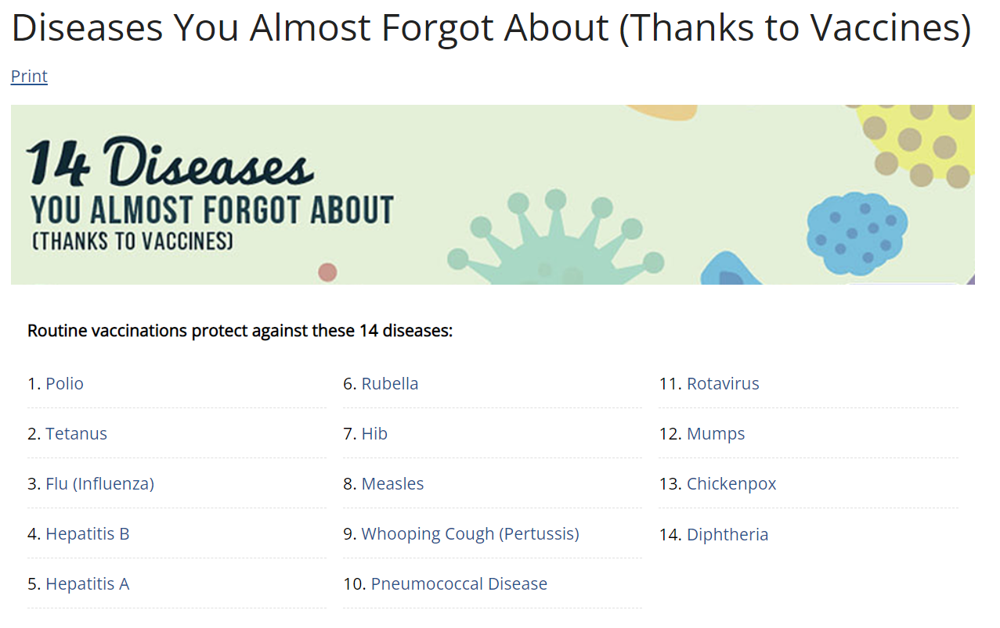 Diseases You Almost Forgot About (Thanks to Vaccines)
Print
14 Diseases
YOU ALMOST FORGOT ABOUT
(THANKS TO VACCINES)
Routine vaccinations protect against these 14 diseases:
1. Polio
2. Tetanus
3. Flu (Influenza)
4. Hepatitis B
5. Hepatitis A
6. Rubella
7. Hib
8. Measles
9. Whooping Cough (Pertussis)
10. Pneumococcal Disease
11. Rotavirus
12. Mumps
13. Chickenpox
14. Diphtheria